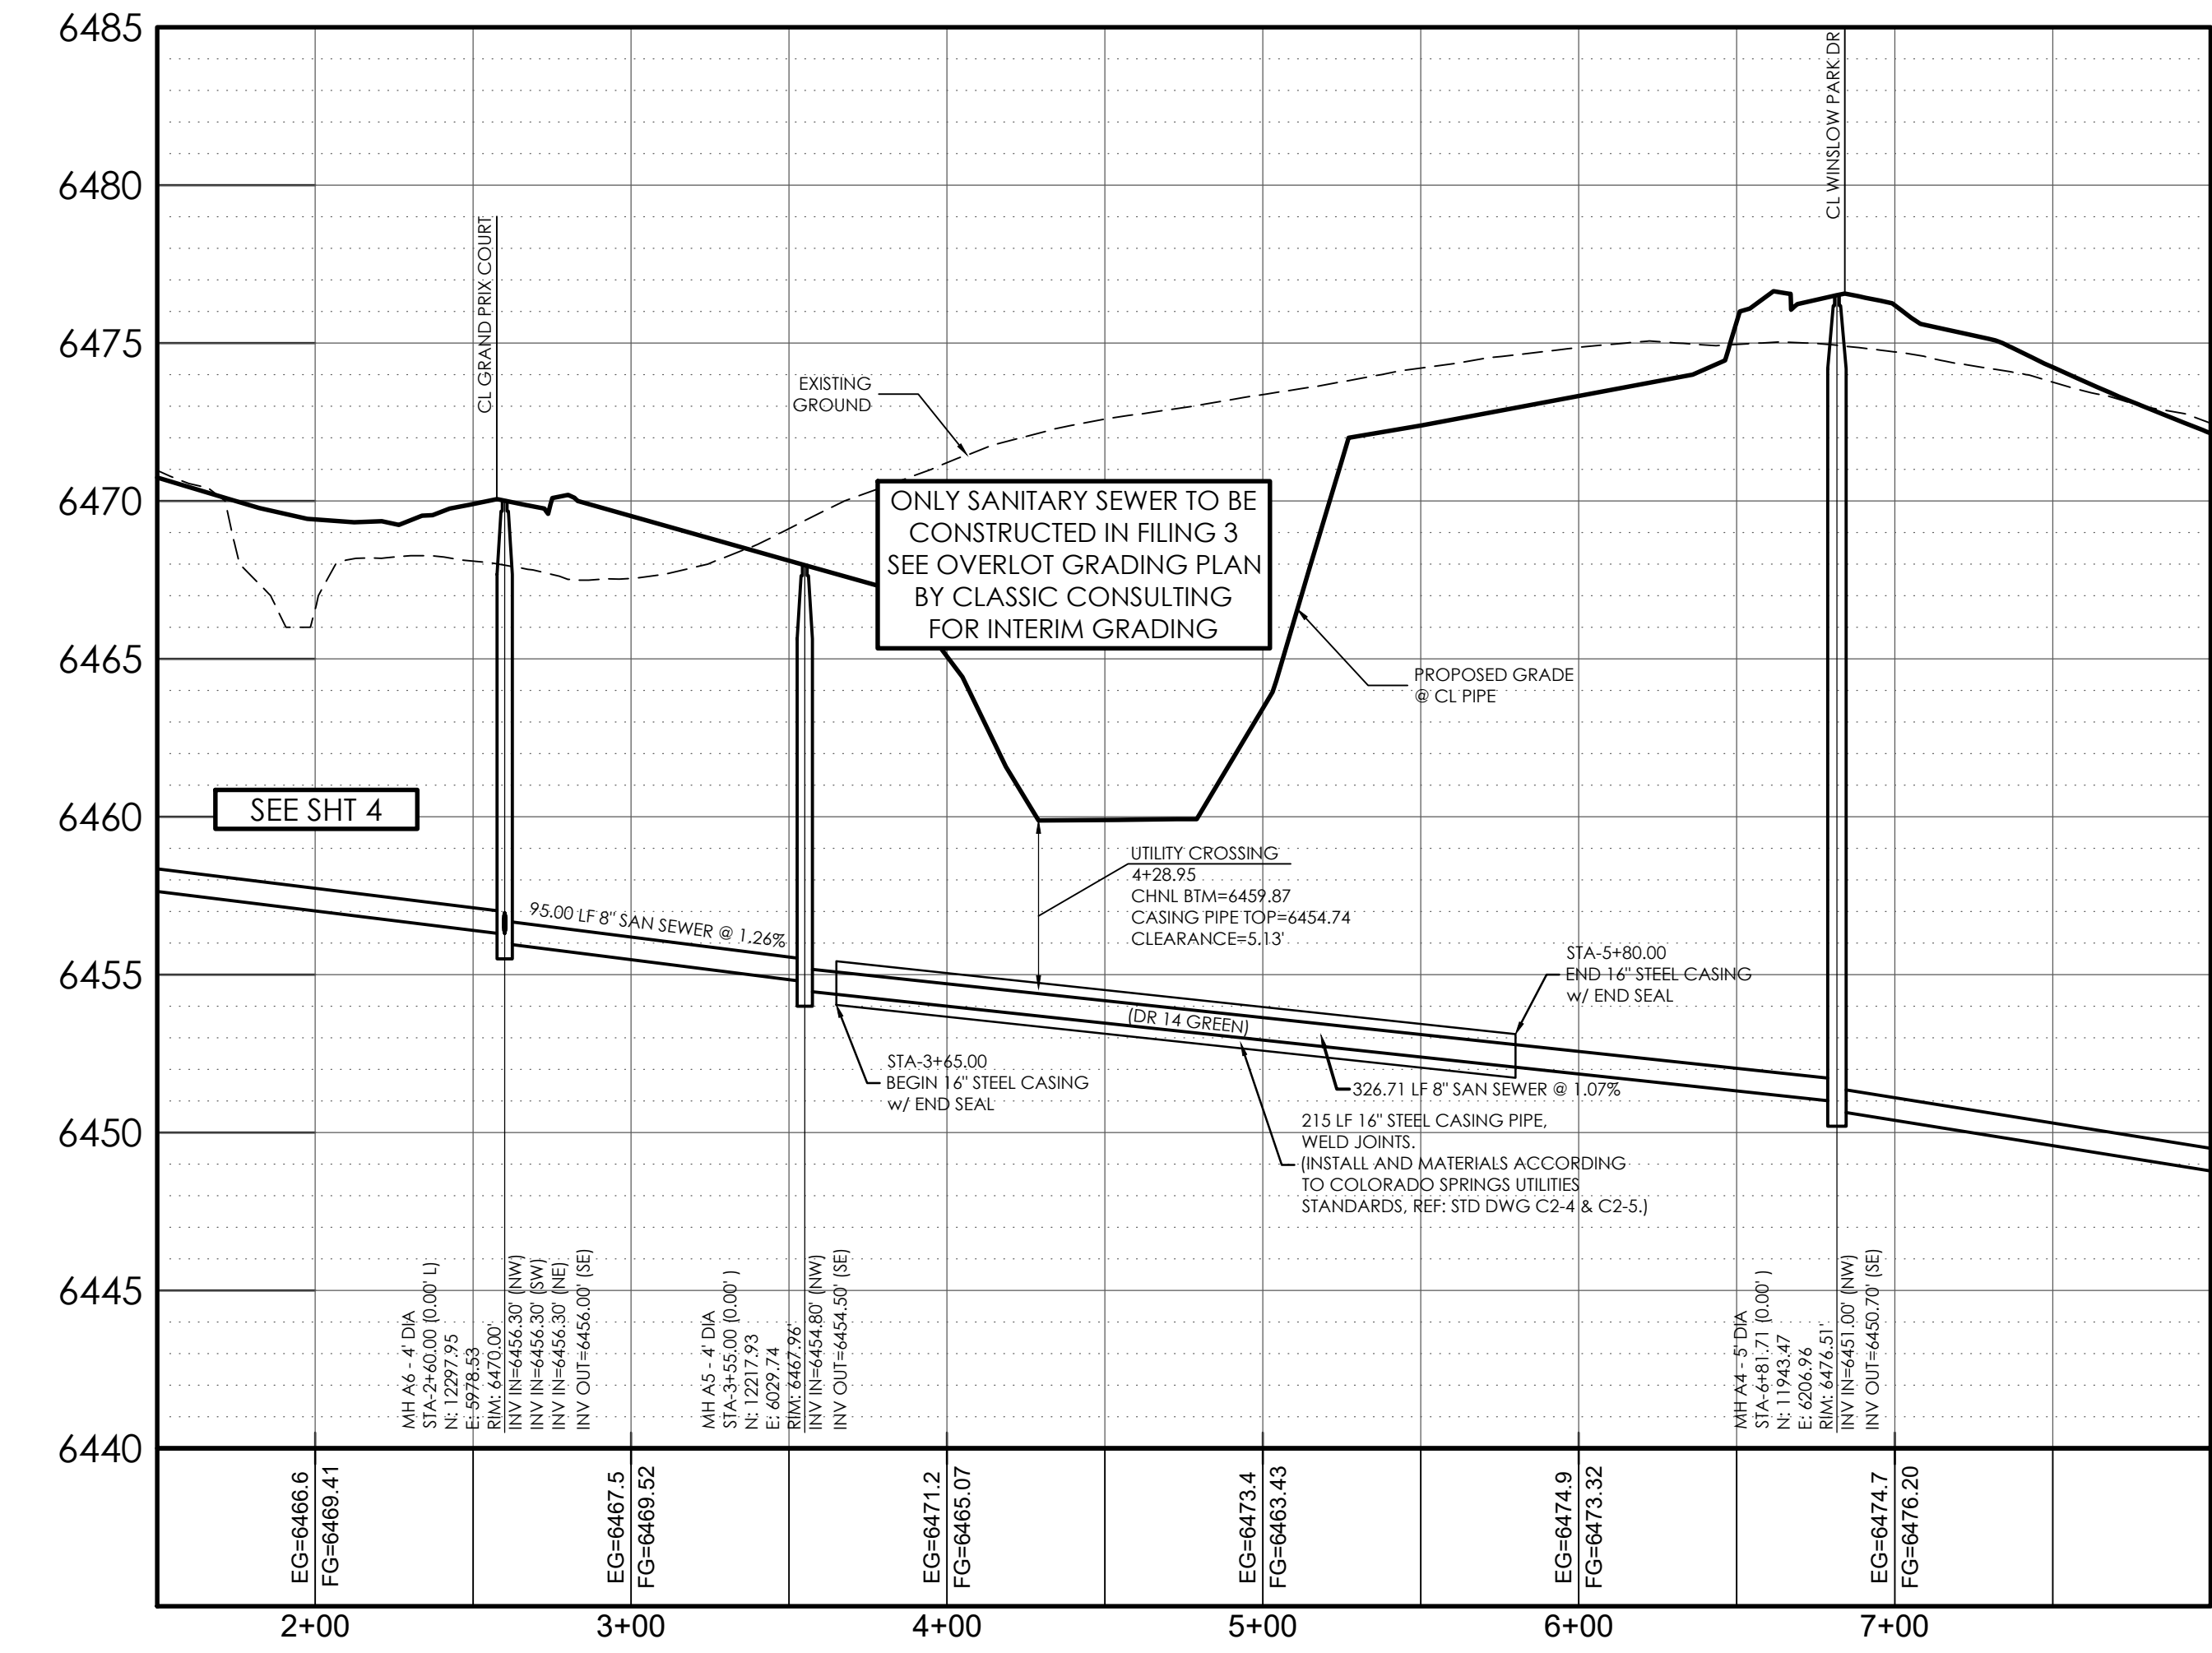 6485
6480
6475
6470
6465
6460
6455
6450
6445
6440
CL GRAND PRIX COURT
CL WINSLOW PARK DR
EXISTING
GROUND
ONLY SANITARY SEWER TO BE
CONSTRUCTED IN FILING 3
SEE OVERLOT GRADING PLAN
BY CLASSIC CONSULTING
FOR INTERIM GRADING
PROPOSED GRADE
@ CL PIPE
SEE SHT 4
95.00 LF 8" SAN SEWER @ 1.26%
UTILITY CROSSING
4+28.95
CHNL BTM=6459.87
CASING PIPE TOP=6454.74
CLEARANCE=5.13'
STA-5+80.00
END 16" STEEL CASING
w/ END SEAL
(DR 14 GREEN)
STA-3+65.00
BEGIN 16" STEEL CASING
w/ END SEAL
326.71 LF 8" SAN SEWER @ 1.07%
215 LF 16" STEEL CASING PIPE,
WELD JOINTS.
(INSTALL AND MATERIALS ACCORDING
TO COLORADO SPRINGS UTILITIES
STANDARDS, REF: STD DWG C2-4 & C2-5.)
MH A6 - 4' DIA
STA-2+60.00 (0.00' L)
N: 12297.95
E: 5978.53
RIM: 6470.00'
INV IN=6456.30' (NW)
INV IN=6456.30' (SW)
INV IN=6456.30' (NE)
INV OUT=6456.00' (SE)
MH A5 - 4' DIA
STA-3+55.00 (0.00' )
N: 12217.93
E: 6029.74
RIM: 6467.96'
INV IN=6454.80' (NW)
INV OUT=6454.50' (SE)
MH A4 - 5' DIA
STA-6+81.71 (0.00' )
N: 11943.47
E: 6206.96
RIM: 6476.51'
INV IN=6451.00' (NW)
INV OUT=6450.70' (SE)
EG=6466.6
FG=6469.41
EG=6467.5
FG=6469.52
EG=6471.2
FG=6465.07
EG=6473.4
FG=6463.43
EG=6474.9
FG=6473.32
EG=6474.7
FG=6476.20
2+00
3+00
4+00
5+00
6+00
7+00